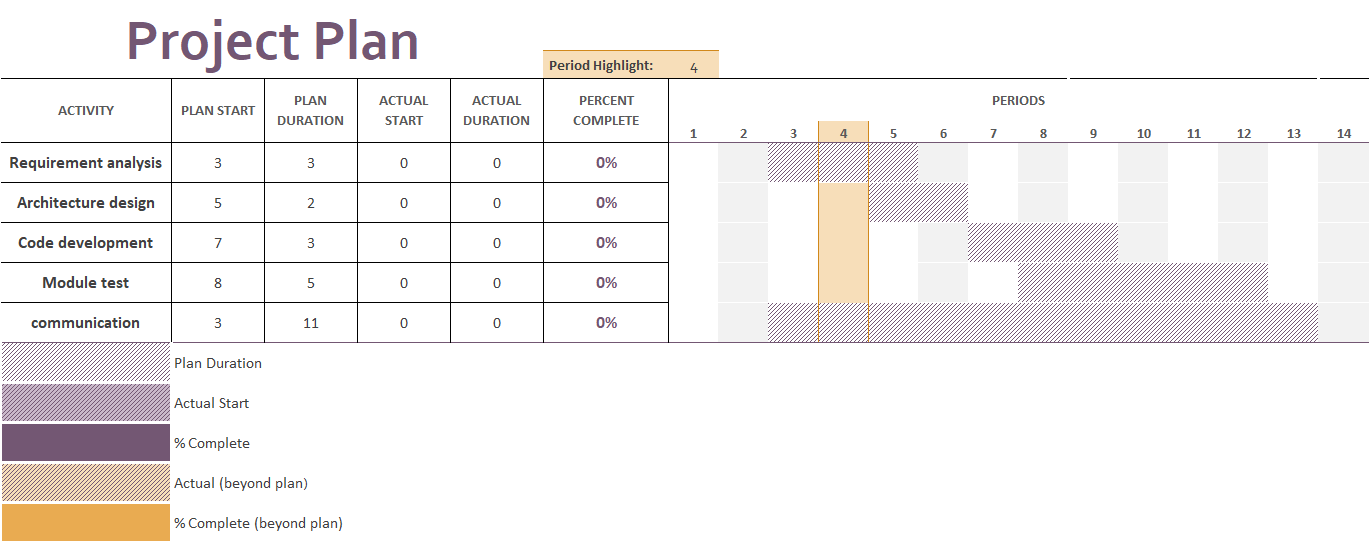 Project Plan
Period Highlight: 4
ACTIVITY PLAN START PLAN DURATION ACTUAL START ACTUAL DURATION PERCENT COMPLETE PERIODS
1 2 3 4 5 6 7 8 9 10 11 12 13 14
Requirement analysis 3 3 0 0 0%
Architecture design 5 2 0 0 0%
Code development 7 3 0 0 0%
Module test 8 5 0 0 0%
communication 3 11 0 0 0%
Plan Duration
Actual Start
% Complete
Actual (beyond plan)
% Complete (beyond plan)